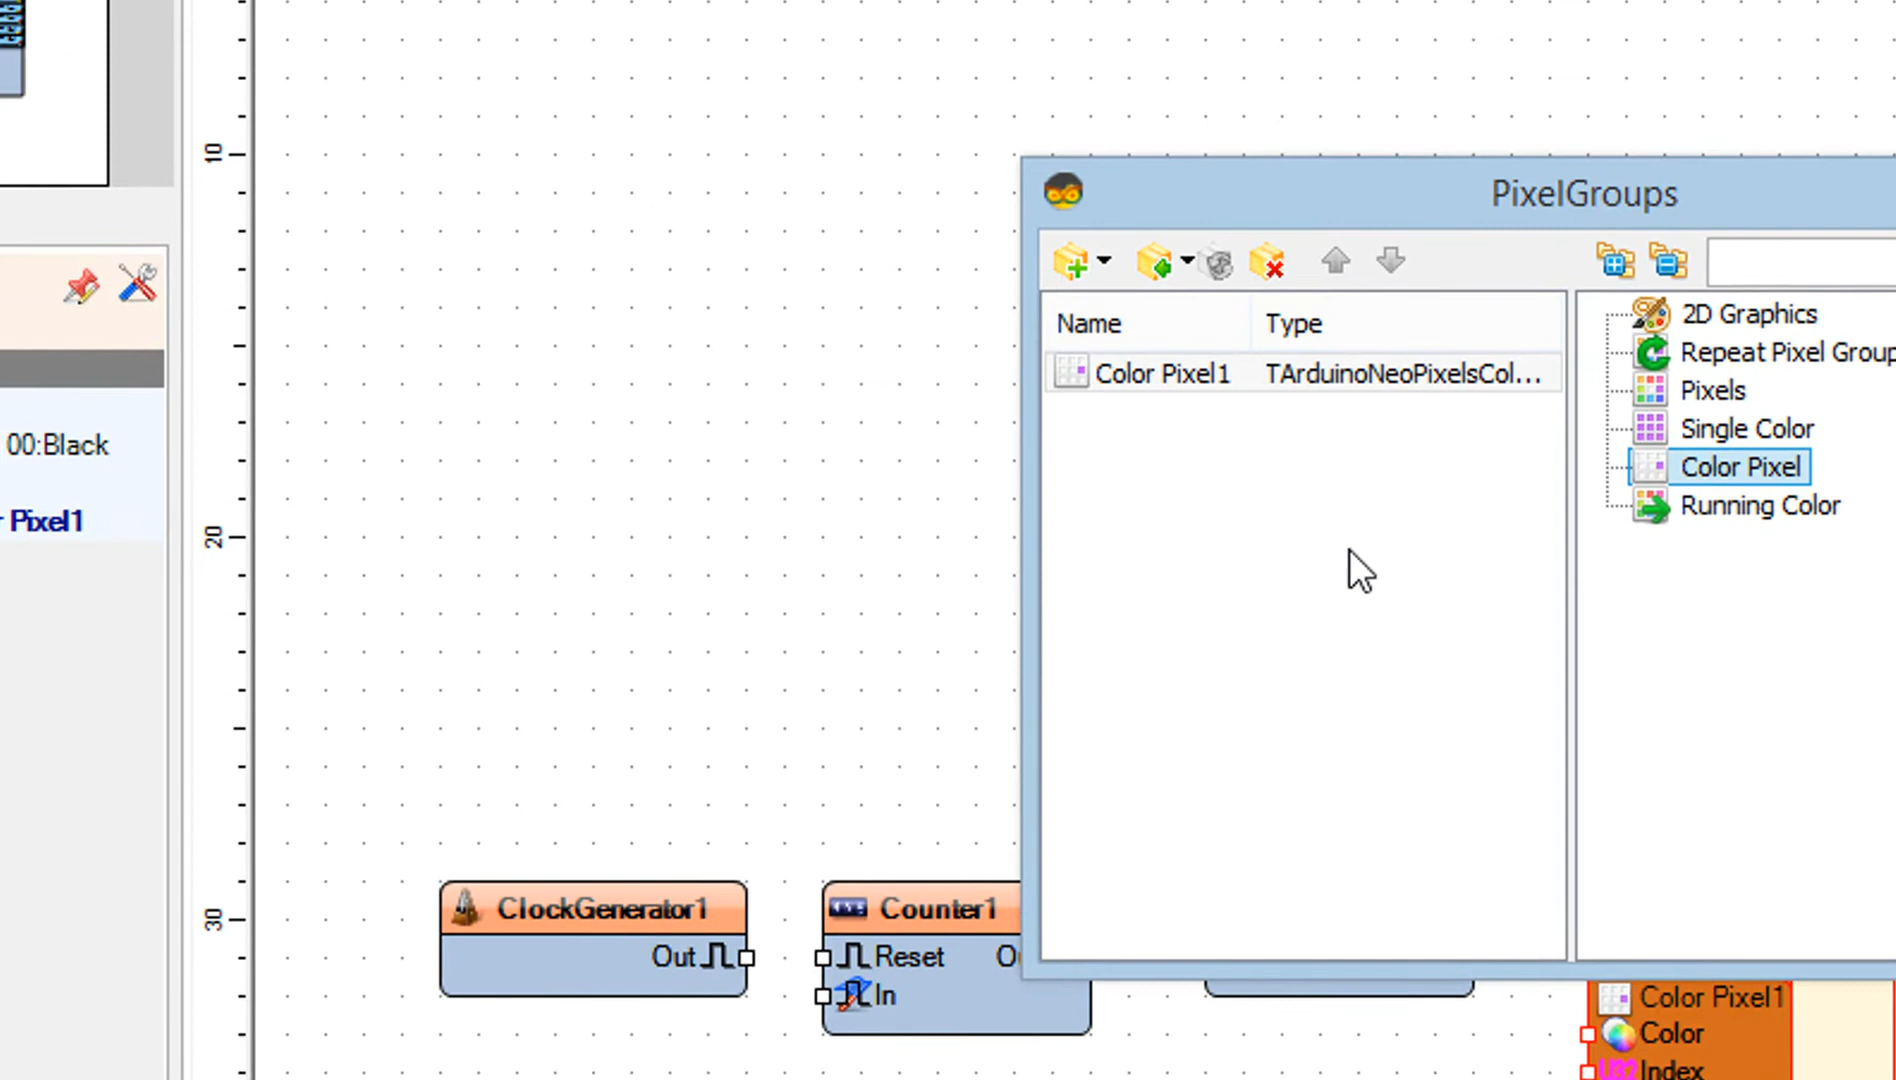 10
20
30
00:Black
r Pixel1
PixelGroups
Name Type
Color Pixel1 TArduinoNeoPixelsCol...
2D Graphics
Repeat Pixel Group
Pixels
Single Color
Color Pixel
Running Color
ClockGenerator1
Out
Counter1
Reset Ou
In
Color Pixel1
Color
Index